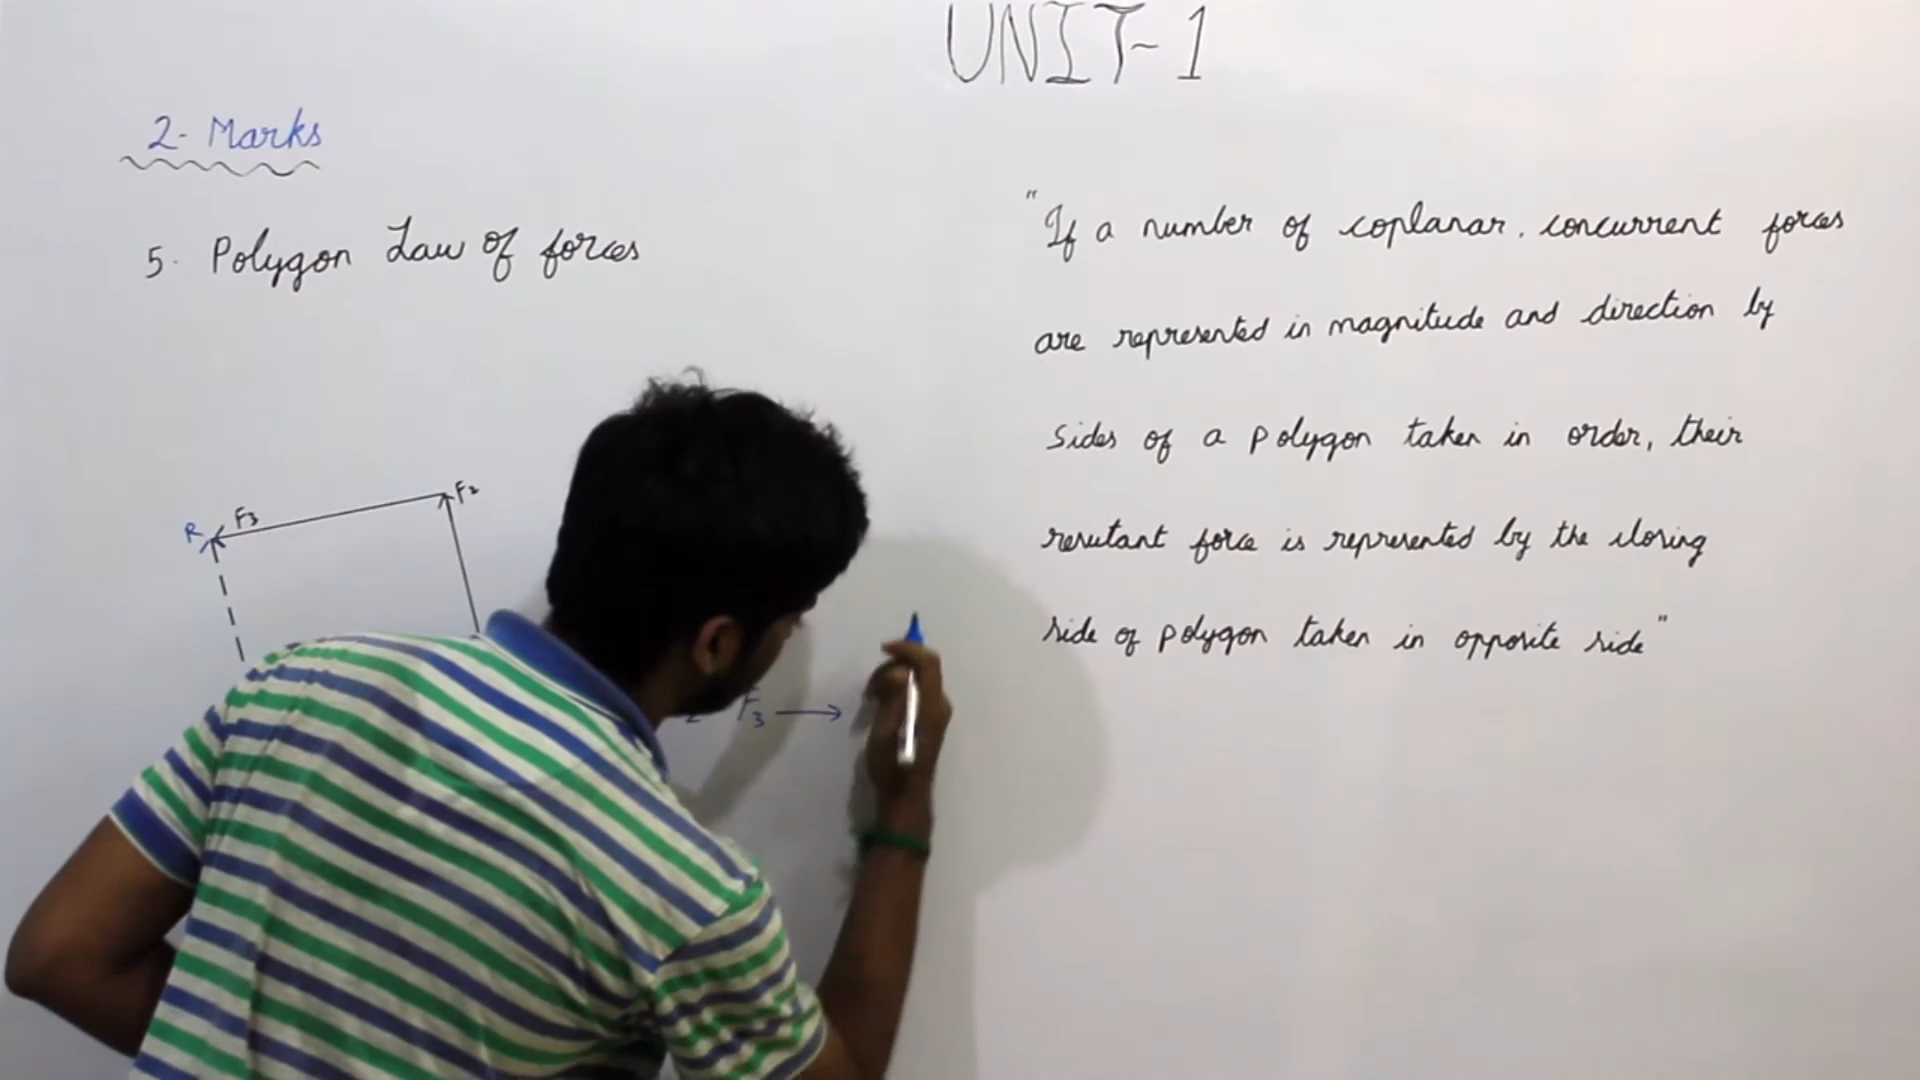 UNIT-1
2- Marks
5. Polygon Law of forces
"If a number of coplanar, concurrent forces
are represented in magnitude and direction by
sides of a polygon taken in order, their
resutant force is represented by the closing
side of polygon taken in opposite side"
F2
R F3
2 F3 →